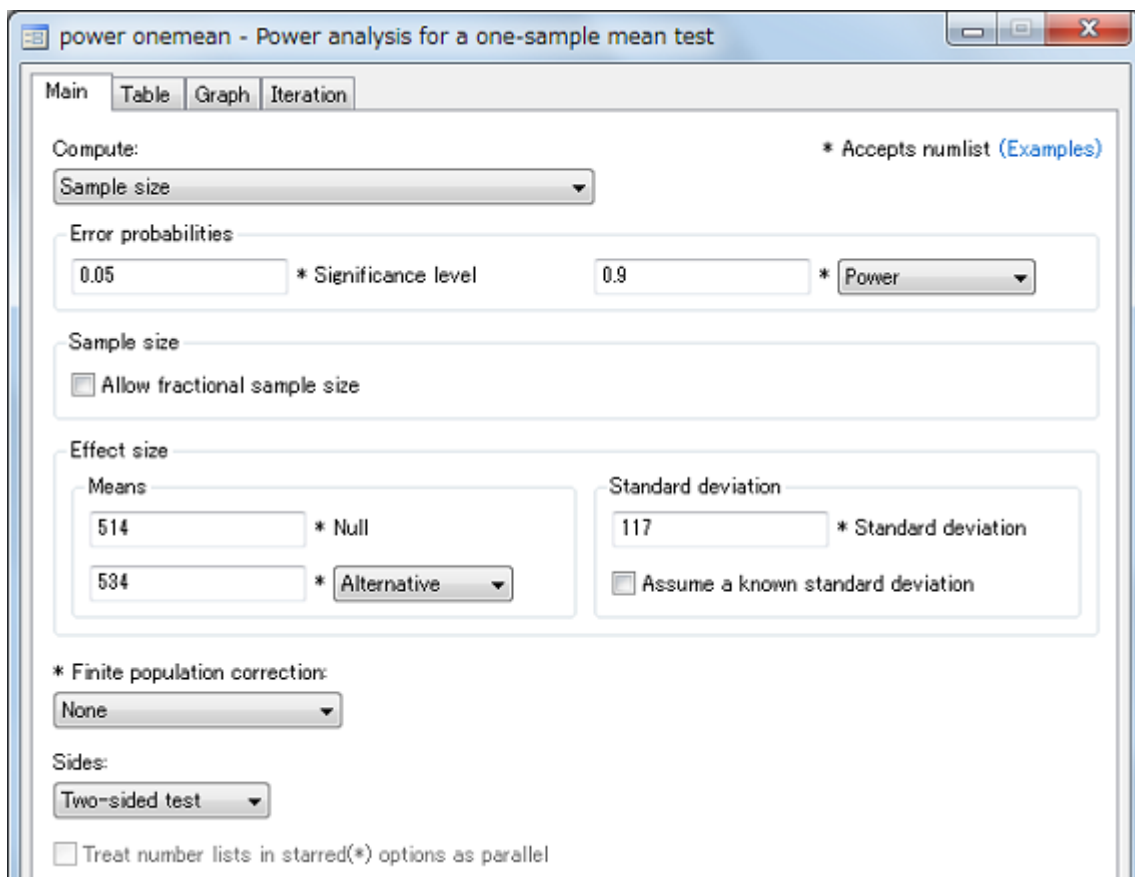 power onemean - Power analysis for a one-sample mean test
Main Table Graph Iteration
Compute: * Accepts numlist (Examples)
Sample size
Error probabilities
0.05 * Significance level 0.9 * Power
Sample size
Allow fractional sample size
Effect size
Means Standard deviation
514 * Null 117 * Standard deviation
534 * Alternative Assume a known standard deviation
* Finite population correction:
None
Sides:
Two-sided test
Treat number lists in starred(*) options as parallel